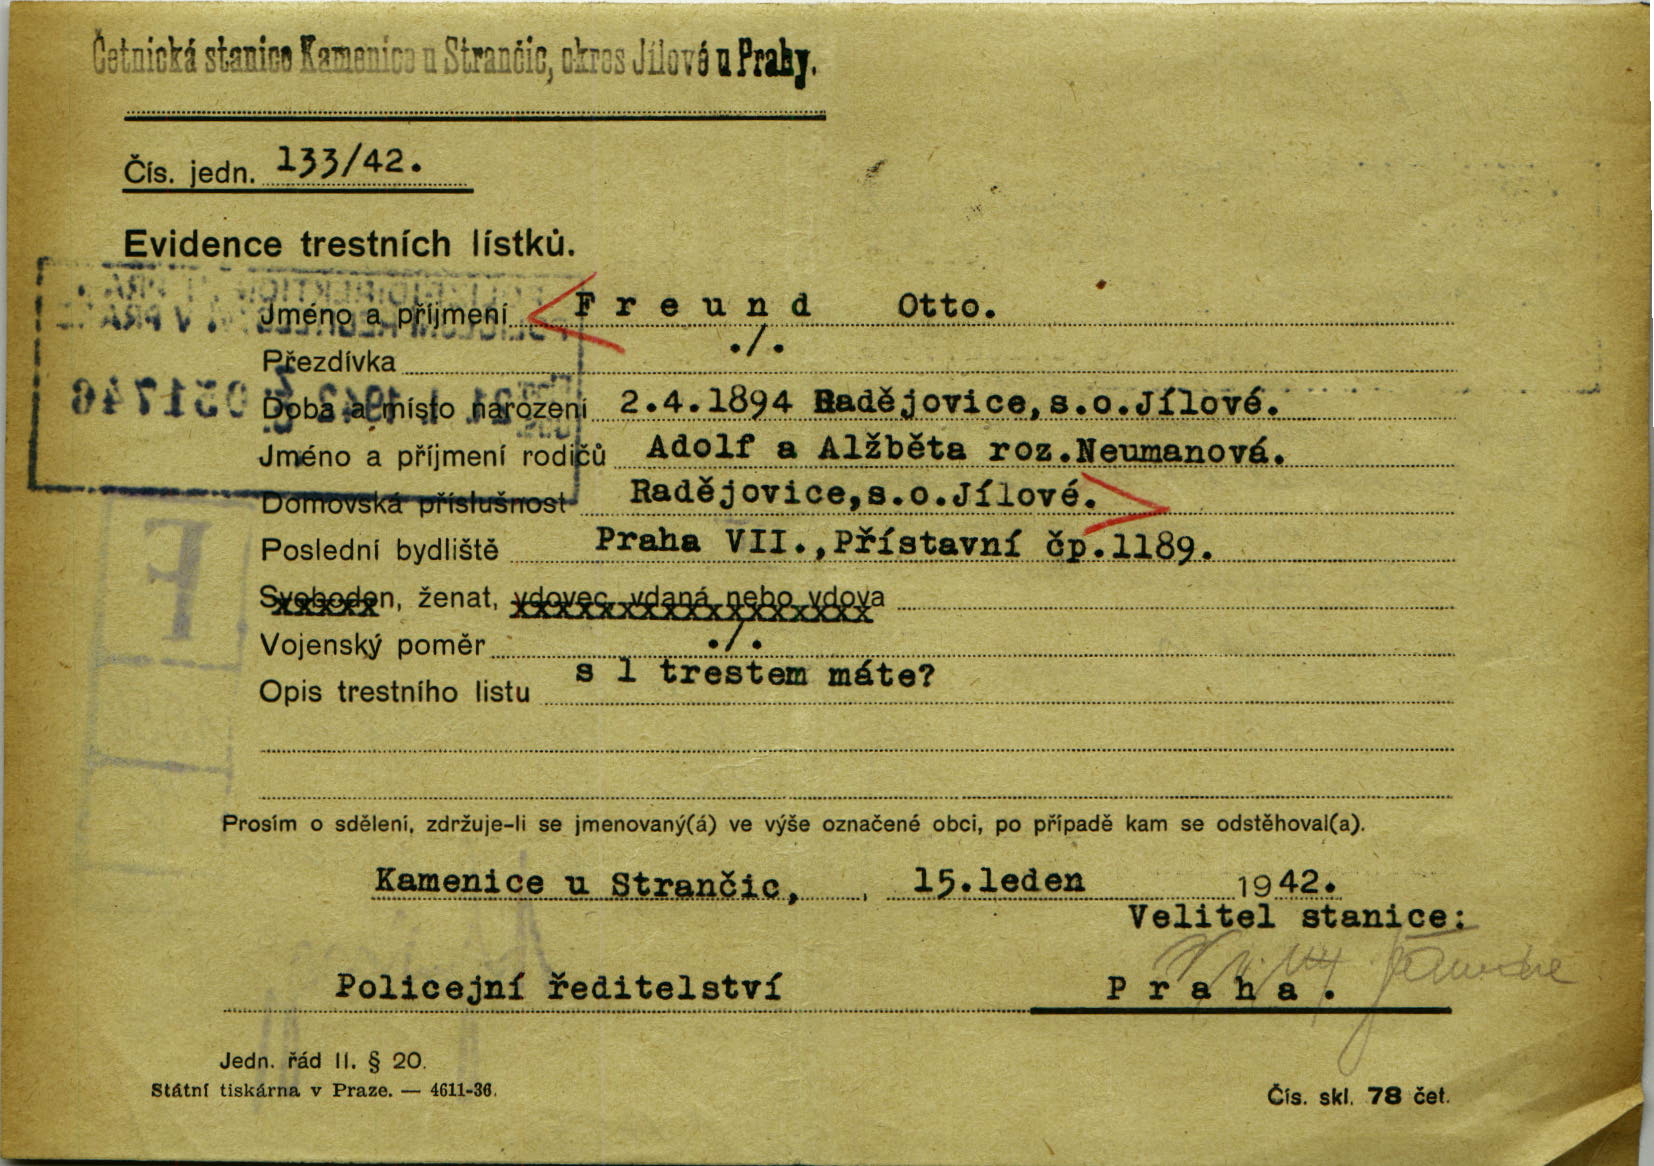 Četnická stanice Kamenice u Strančic, okres Jílové u Prahy.
Čís. jedn. 133/42.
Evidence trestních lístků.
Jméno a příjmení Freund Otto.
Přezdívka ./.
Doba a místo narození 2.4.1894 Radějovice,s.o.Jílové.
Jméno a příjmení rodičů Adolf a Alžběta roz.Neumanová.
Domovská příslušnost Radějovice,s.o.Jílové.
Poslední bydliště Praha VII.,Přístavní čp.1189.
Svoboden, ženat, vdovec, vdaná nebo vdova
Vojenský poměr ./.
Opis trestního listu s 1 trestem máte?
Prosím o sdělení, zdržuje-li se jmenovaný(á) ve výše označené obci, po případě kam se odstěhoval(a).
Kamenice u Strančic, , 15.leden 1942.
Velitel stanice:
Policejní ředitelství Praha.
Jedn. řád II. § 20.
Státní tiskárna v Praze. — 4611-36.
Čís. skl. 78 čet.